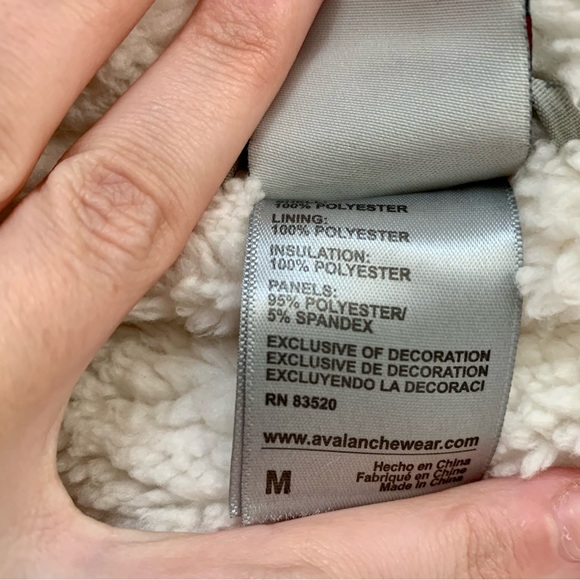 100% POLYESTER
LINING:
100% POLYESTER
INSULATION:
100% POLYESTER
PANELS:
95% POLYESTER/
5% SPANDEX
EXCLUSIVE OF DECORATION
EXCLUSIVE DE DECORATION
EXCLUYENDO LA DECORACI
RN 83520
www.avalanchewear.com
M
Hecho en China
Fabriqué en Chine
Made in China